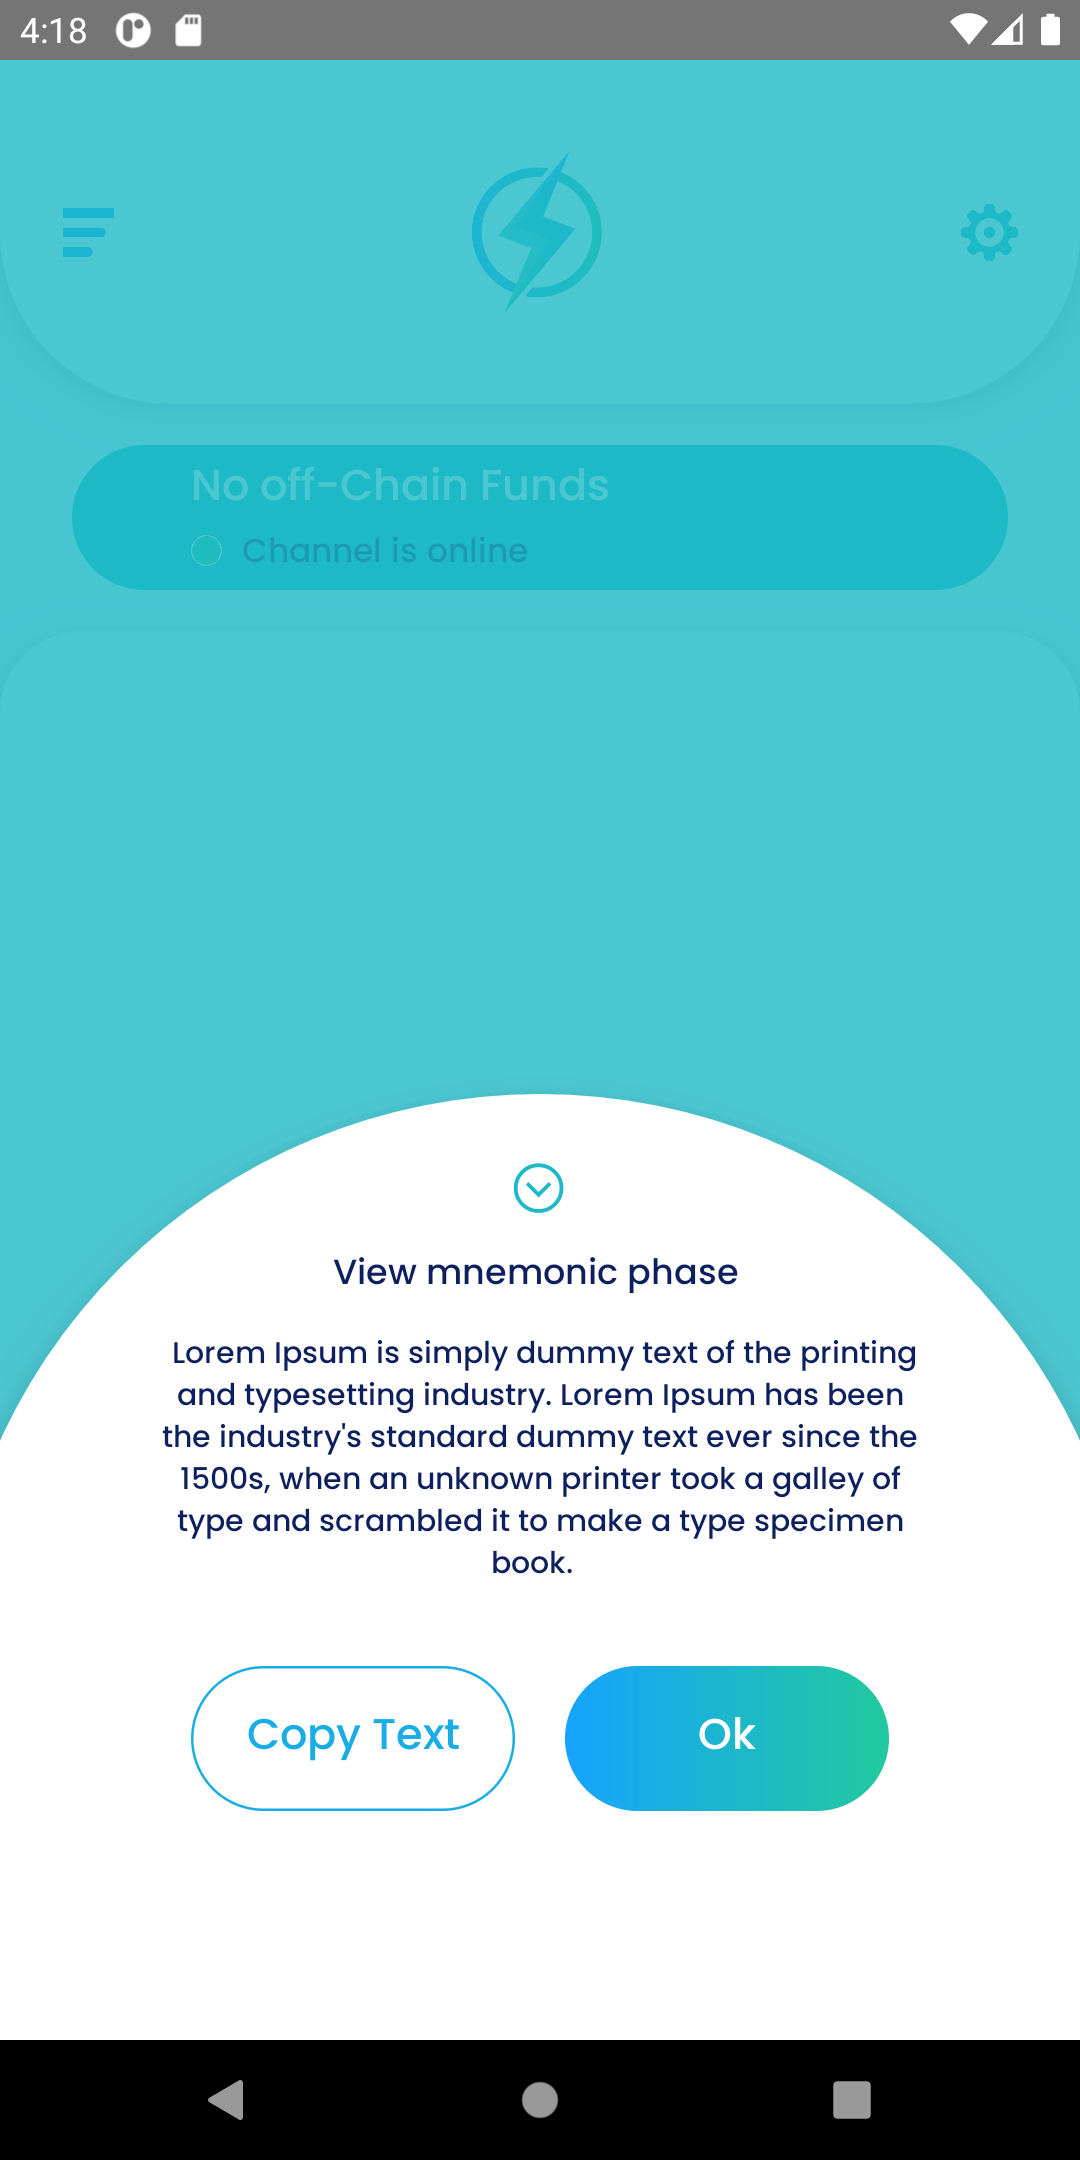 4:18
No off-Chain Funds
Channel is online
View mnemonic phase
Lorem Ipsum is simply dummy text of the printing
and typesetting industry. Lorem Ipsum has been
the industry's standard dummy text ever since the
1500s, when an unknown printer took a galley of
type and scrambled it to make a type specimen
book.
Copy Text
Ok